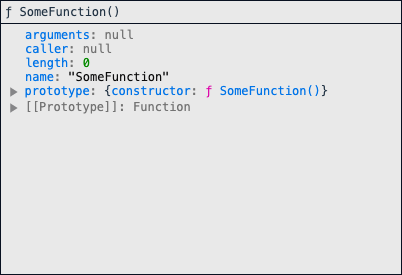 ƒ SomeFunction()
arguments: null
caller: null
length: 0
name: "SomeFunction"
▶ prototype: {constructor: ƒ SomeFunction()}
▶ [[Prototype]]: Function